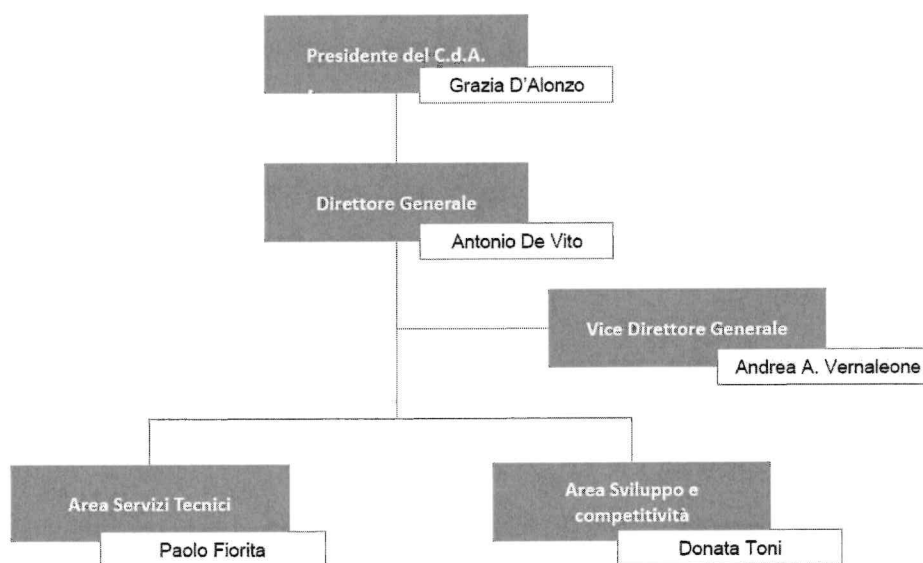 Presidente del C.d.A.
Grazia D'Alonzo
Direttore Generale
Antonio De Vito
Vice Direttore Generale
Andrea A. Vernaleone
Area Servizi Tecnici
Paolo Fiorita
Area Sviluppo e
competitività
Donata Toni